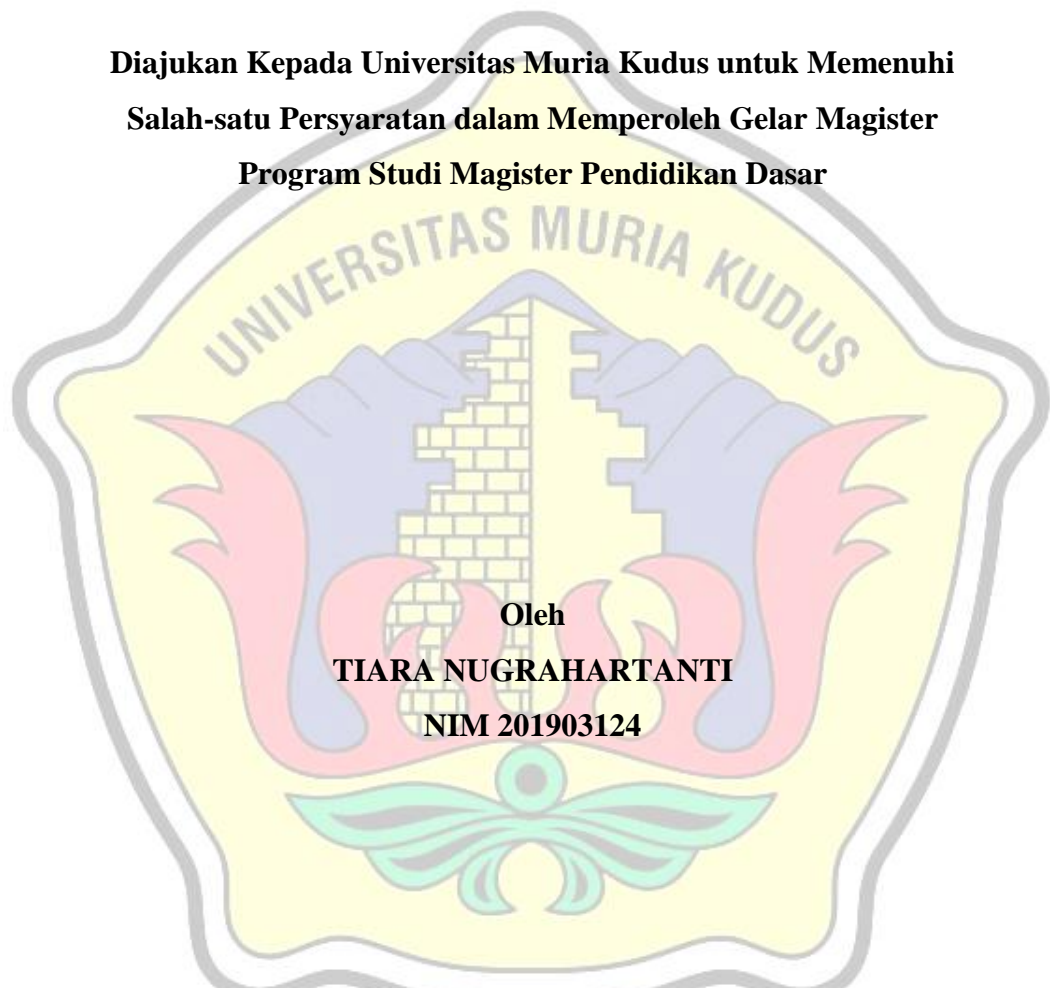 Diajukan Kepada Universitas Muria Kudus untuk Memenuhi
Salah-satu Persyaratan dalam Memperoleh Gelar Magister
Program Studi Magister Pendidikan Dasar
UNIVERSITAS MURIA KUDUS
Oleh
TIARA NUGRAHARTANTI
NIM 201903124